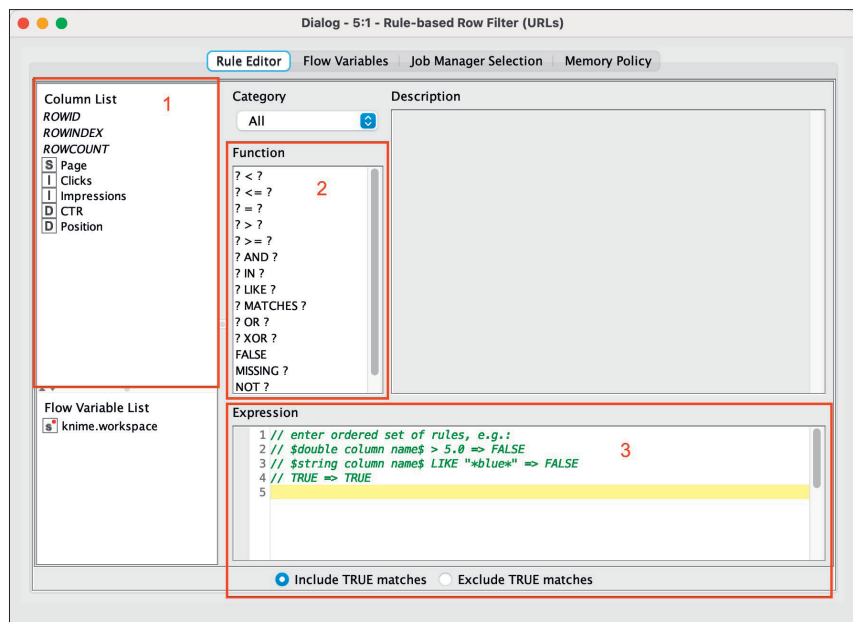 Dialog - 5:1 - Rule-based Row Filter (URLs)
Rule Editor
Flow Variables
Job Manager Selection
Memory Policy
Column List
1
ROWID
ROWINDEX
ROWCOUNT
S Page
I Clicks
I Impressions
D CTR
D Position
Flow Variable List
s knime.workspace
Category
All
Function
2
? < ?
? <= ?
? = ?
? > ?
? >= ?
? AND ?
? IN ?
? LIKE ?
? MATCHES ?
? OR ?
? XOR ?
FALSE
MISSING ?
NOT ?
Description
Expression
3
1 // enter ordered set of rules, e.g.:
2 // $double column name$ > 5.0 => FALSE
3 // $string column name$ LIKE "*blue*" => FALSE
4 // TRUE => TRUE
5
Include TRUE matches
Exclude TRUE matches